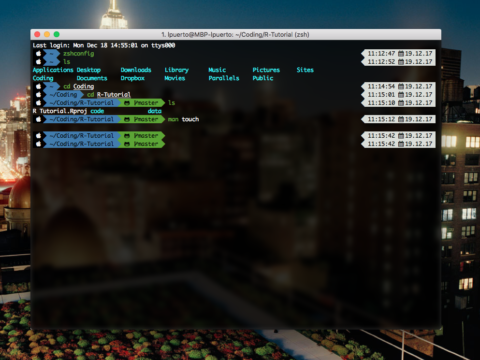 1. lpuerto@MBP-lpuerto: ~/Coding/R-Tutorial (zsh)
Last login: Mon Dec 18 14:55:01 on ttys000
zshconfig 11:12:47 19.12.17
ls 11:12:52 19.12.17
Applications Desktop Downloads Library Music Pictures Sites
Coding Documents Dropbox Movies Parallels Public
cd Coding 11:14:54 19.12.17
~/Coding cd R-Tutorial 11:15:01 19.12.17
~/Coding/R-Tutorial master ls 11:15:10 19.12.17
R Tutorial.Rproj code data
~/Coding/R-Tutorial master man touch 11:15:12 19.12.17
~/Coding/R-Tutorial master 11:15:42 19.12.17
~/Coding/R-Tutorial master 11:15:42 19.12.17